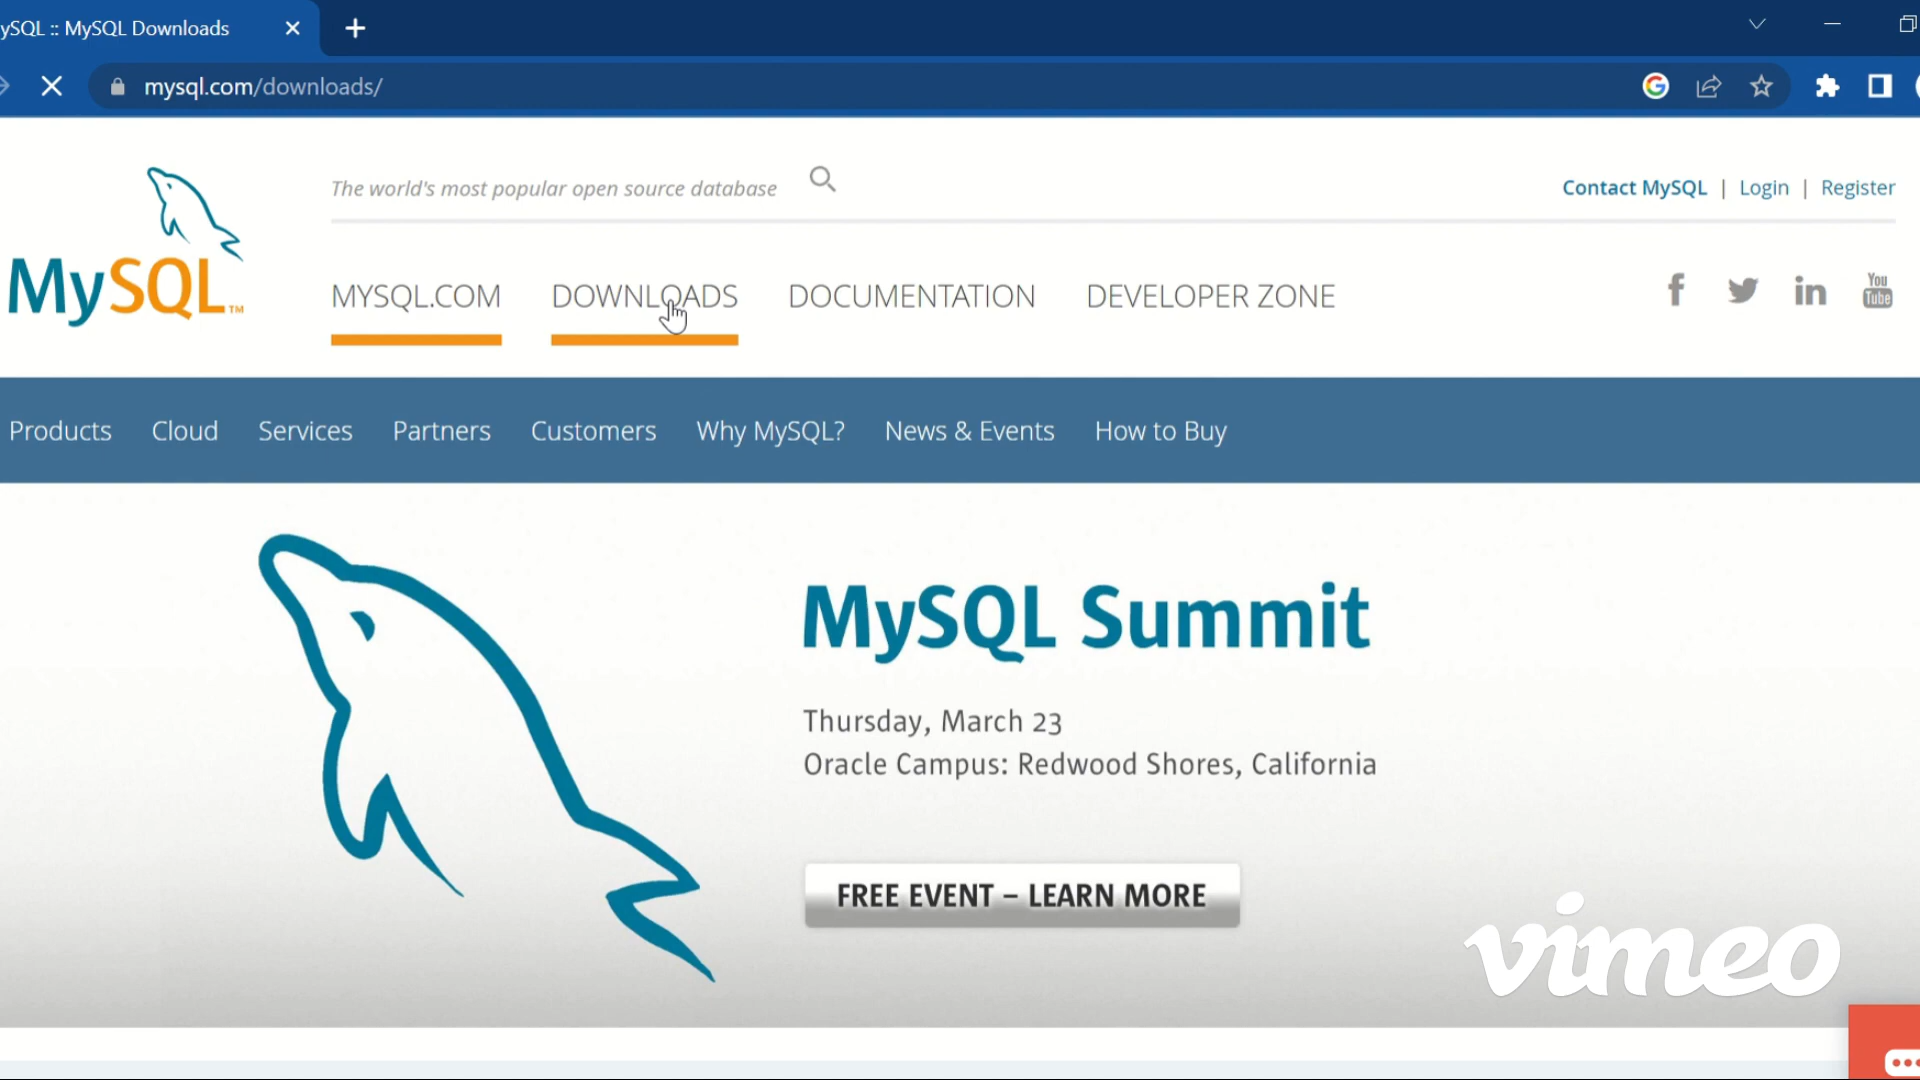 ySQL :: MySQL Downloads
mysql.com/downloads/
The world's most popular open source database
Contact MySQL | Login | Register
MySQL™
MYSQL.COM DOWNLOADS DOCUMENTATION DEVELOPER ZONE
f in You Tube
Products Cloud Services Partners Customers Why MySQL? News & Events How to Buy
MySQL Summit
Thursday, March 23
Oracle Campus: Redwood Shores, California
FREE EVENT – LEARN MORE
vimeo